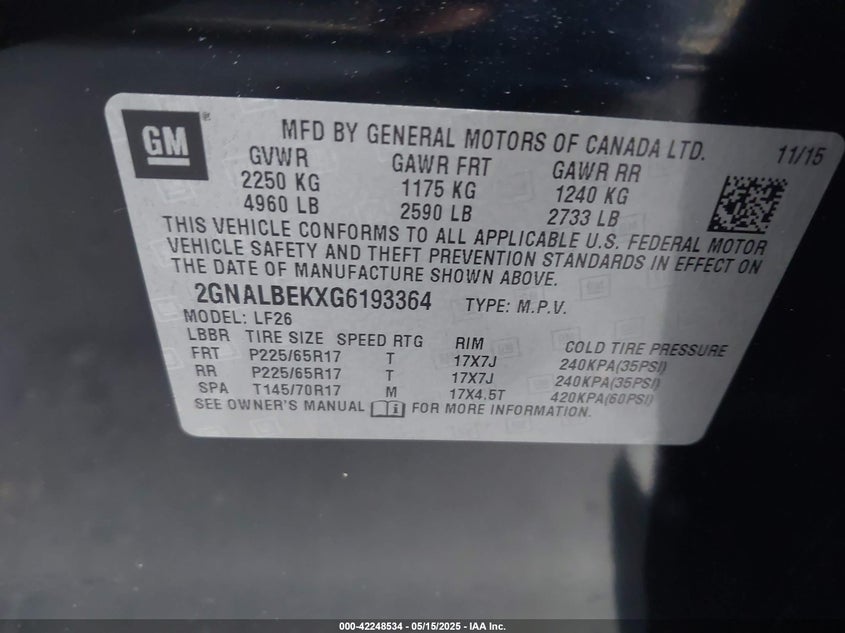 GM
MFD BY GENERAL MOTORS OF CANADA LTD. 11/15
GVWR GAWR FRT GAWR RR
2250 KG 1175 KG 1240 KG
4960 LB 2590 LB 2733 LB
THIS VEHICLE CONFORMS TO ALL APPLICABLE U.S. FEDERAL MOTOR
VEHICLE SAFETY AND THEFT PREVENTION STANDARDS IN EFFECT ON
THE DATE OF MANUFACTURE SHOWN ABOVE.
2GNALBEKXG6193364 TYPE: M.P.V.
MODEL: LF26
LBBR TIRE SIZE SPEED RTG RIM COLD TIRE PRESSURE
FRT P225/65R17 T 17X7J 240KPA(35PSI)
RR P225/65R17 T 17X7J 240KPA(35PSI)
SPA T145/70R17 M 17X4.5T 420KPA(60PSI)
SEE OWNER'S MANUAL FOR MORE INFORMATION.
000-42248534 — 05/15/2025 — IAA Inc.